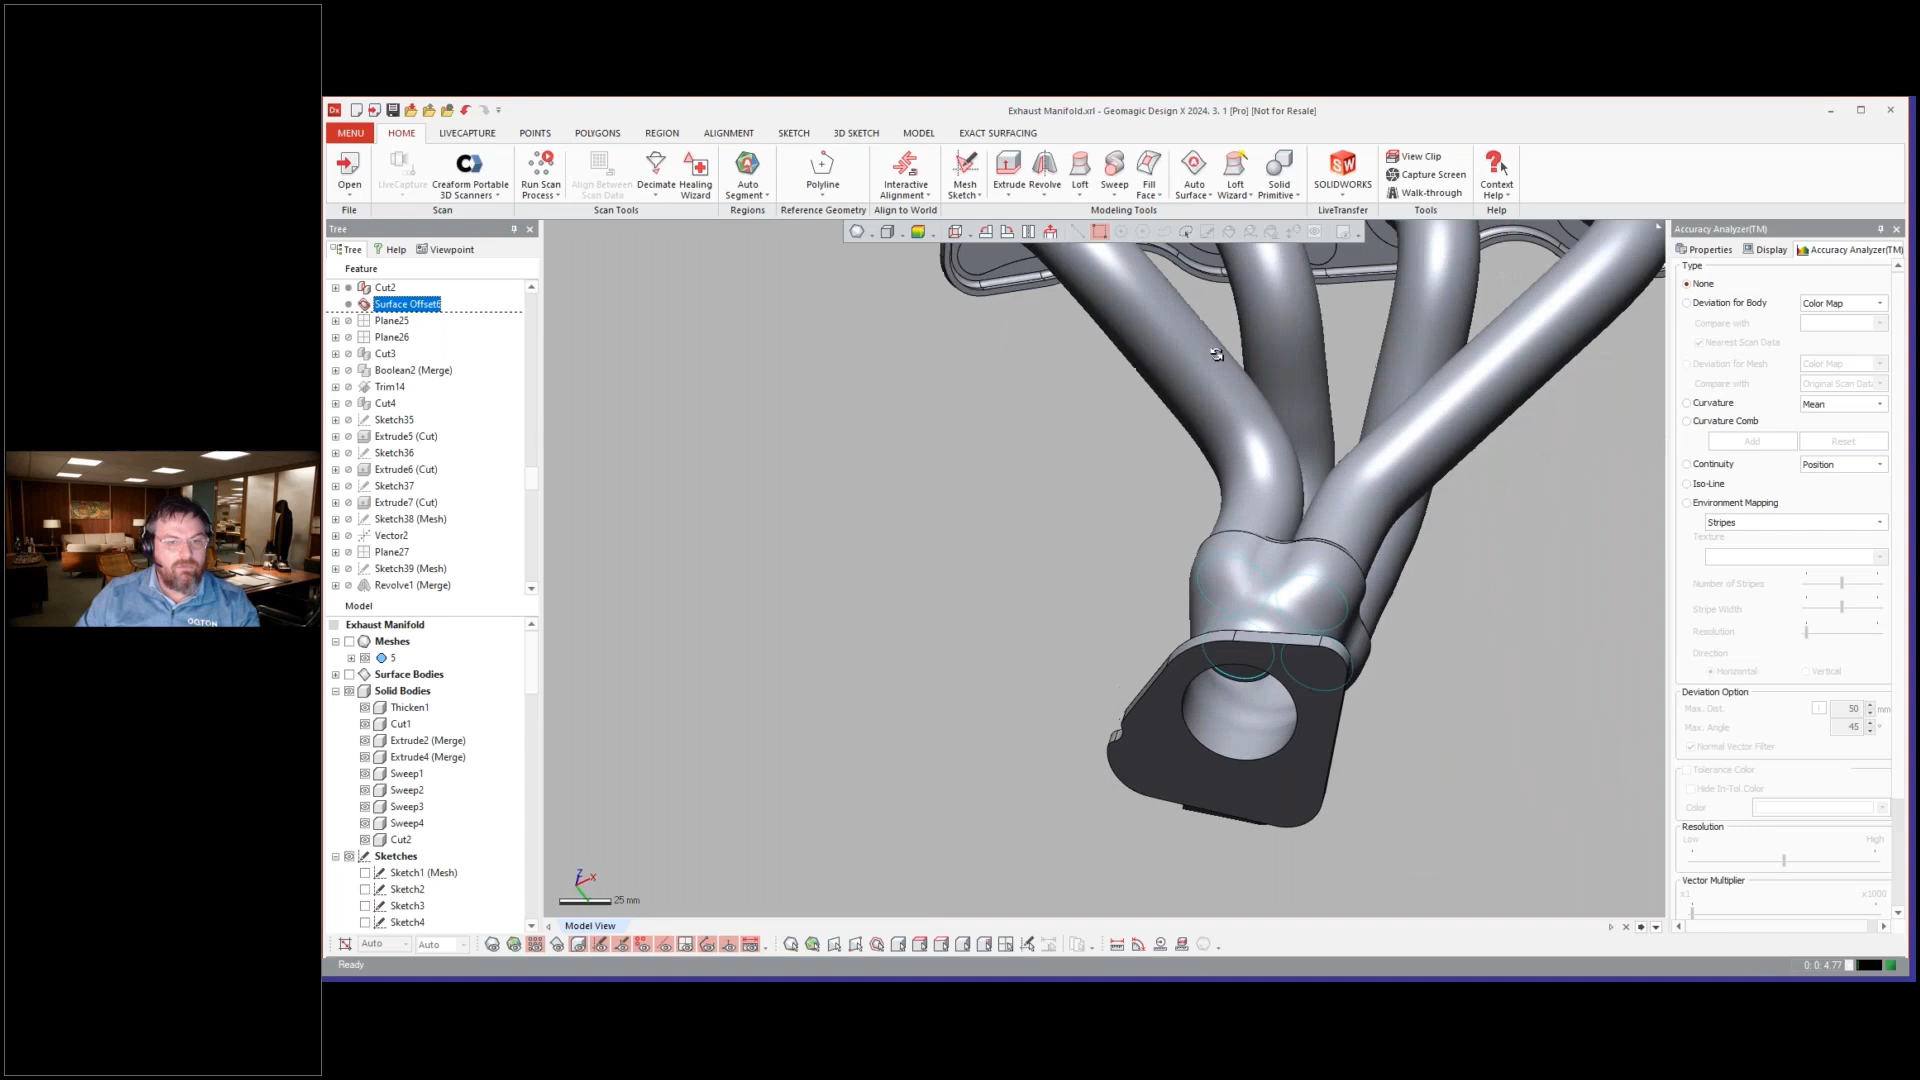 Exhaust Manifold.xrl - Geomagic Design X 2024. 3. 1 [Pro] [Not for Resale]
MENU HOME LIVECAPTURE POINTS POLYGONS REGION ALIGNMENT SKETCH 3D SKETCH MODEL EXACT SURFACING
Open
LiveCapture
Creaform Portable
3D Scanners
Run Scan
Process
Align Between
Scan Data
Decimate
Healing
Wizard
Auto
Segment
Polyline
Interactive
Alignment
Mesh
Sketch
Extrude
Revolve
Loft
Sweep
Fill
Face
Auto
Surface
Loft
Wizard
Solid
Primitive
SOLIDWORKS
View Clip
Capture Screen
Walk-through
Context
Help
File Scan Scan Tools Regions Reference Geometry Align to World Modeling Tools LiveTransfer Tools Help
Tree
Tree Help Viewpoint
Feature
Cut2
Surface Offset6
Plane25
Plane26
Cut3
Boolean2 (Merge)
Trim14
Cut4
Sketch35
Extrude5 (Cut)
Sketch36
Extrude6 (Cut)
Sketch37
Extrude7 (Cut)
Sketch38 (Mesh)
Vector2
Plane27
Sketch39 (Mesh)
Revolve1 (Merge)
Model
Exhaust Manifold
Meshes
5
Surface Bodies
Solid Bodies
Thicken1
Cut1
Extrude2 (Merge)
Extrude4 (Merge)
Sweep1
Sweep2
Sweep3
Sweep4
Cut2
Sketches
Sketch1 (Mesh)
Sketch2
Sketch3
Sketch4
Z X
25 mm
Model View
Auto Auto
Ready
0: 0: 4.77
Accuracy Analyzer(TM)
Properties Display Accuracy Analyzer(TM)
Type
None
Deviation for Body Color Map
Compare with
Nearest Scan Data
Deviation for Mesh Color Map
Compare with Original Scan Data
Curvature Mean
Curvature Comb
Add Reset
Continuity Position
Iso-Line
Environment Mapping
Stripes
Texture
Number of Stripes
Stripe Width
Resolution
Direction
Horizontal Vertical
Deviation Option
Max. Dist. 50 mm
Max. Angle 45 °
Normal Vector Filter
Tolerance Color
Hide In-Tol.Color
Color
Resolution
Low High
Vector Multiplier
x1 x1000